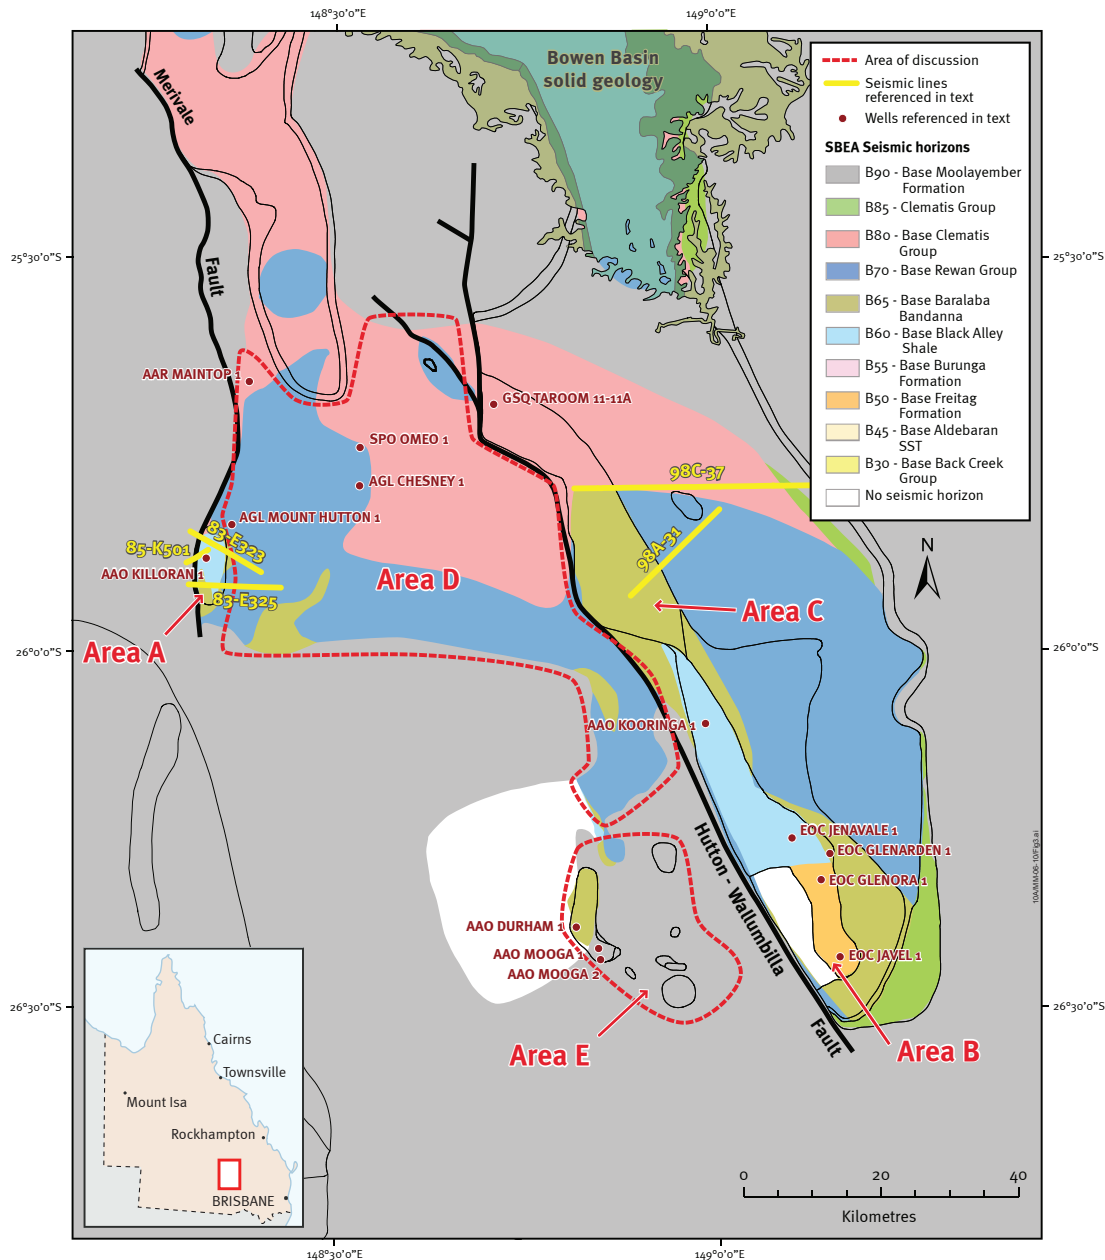 148°30'0"E
149°0'0"E
Bowen Basin
solid geology
Merivale
Fault
Area of discussion
Seismic lines
referenced in text
Wells referenced in text
SBEA Seismic horizons
B90 - Base Moolayember
Formation
B85 - Clematis Group
B80 - Base Clematis
Group
B70 - Base Rewan Group
B65 - Base Baralaba
Bandanna
B60 - Base Black Alley
Shale
B55 - Base Burunga
Formation
B50 - Base Freitag
Formation
B45 - Base Aldebaran
SST
B30 - Base Back Creek
Group
No seismic horizon
25°30'0"S
25°30'0"S
AAR MAINTOP 1
GSQ TAROOM 11-11A
SPO OMEO 1
AGL CHESNEY 1
98C-37
AGL MOUNT HUTTON 1
83-E323
85-K501
98A-31
N
AAO KILLORAN 1
Area D
83-E325
Area C
Area A
26°0'0"S
26°0'0"S
AAO KOORINGA 1
EOC JENAVALE 1
EOC GLENARDEN 1
EOC GLENORA 1
Hutton - Wallumbilla
Fault
10A/MM-06-10/Fig3.ai
AAO DURHAM 1
AAO MOOGA 1
AAO MOOGA 2
EOC JAVEL 1
26°30'0"S
26°30'0"S
Area E
Area B
Cairns
Townsville
Mount Isa
Rockhampton
BRISBANE
0
20
40
Kilometres
148°30'0"E
149°0'0"E